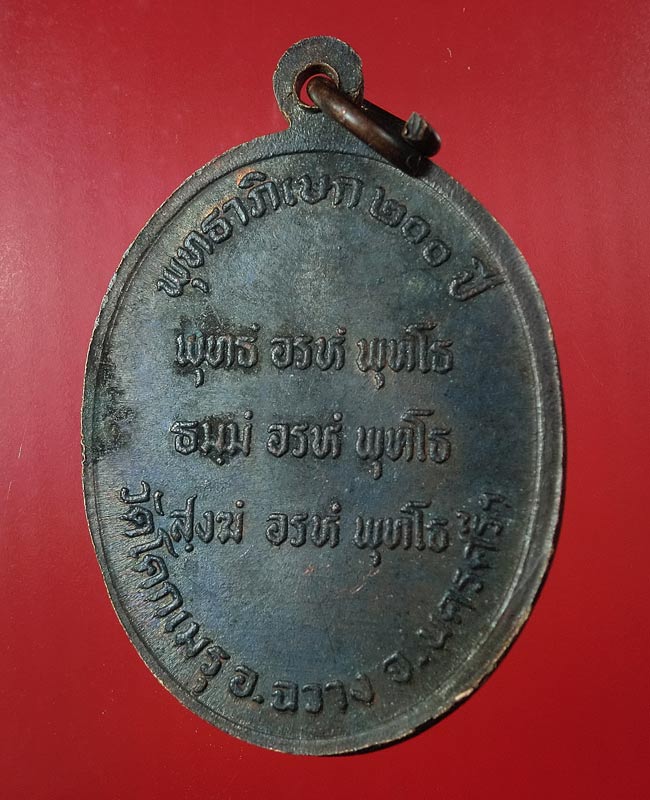 พุทธาภิเษก ๒๐๐ ปี
พุทธํ อรหํ พุทโธ
ธมฺมํ อรหํ พุทโธ
สงฺฆํ อรหํ พุทโธ
วัดโคกเมรุ อ.ฉวาง จ.นครศรีฯ